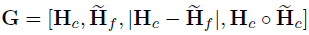 G = [H_c, H̃_f, |H_c − H̃_f|, H_c ∘ H̃_c]